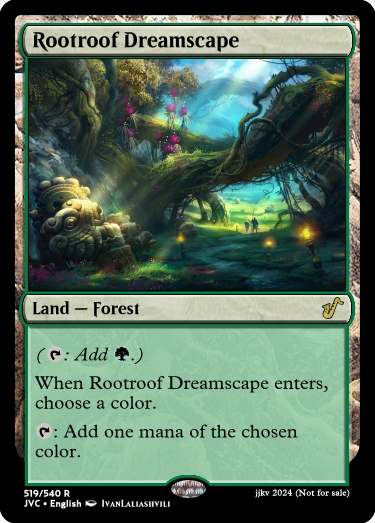 Rootroof Dreamscape
Land — Forest
( : Add .)
When Rootroof Dreamscape enters,
choose a color.
: Add one mana of the chosen
color.
519/540 R
JVC • English IvanLaliashvili
jjkv 2024 (Not for sale)